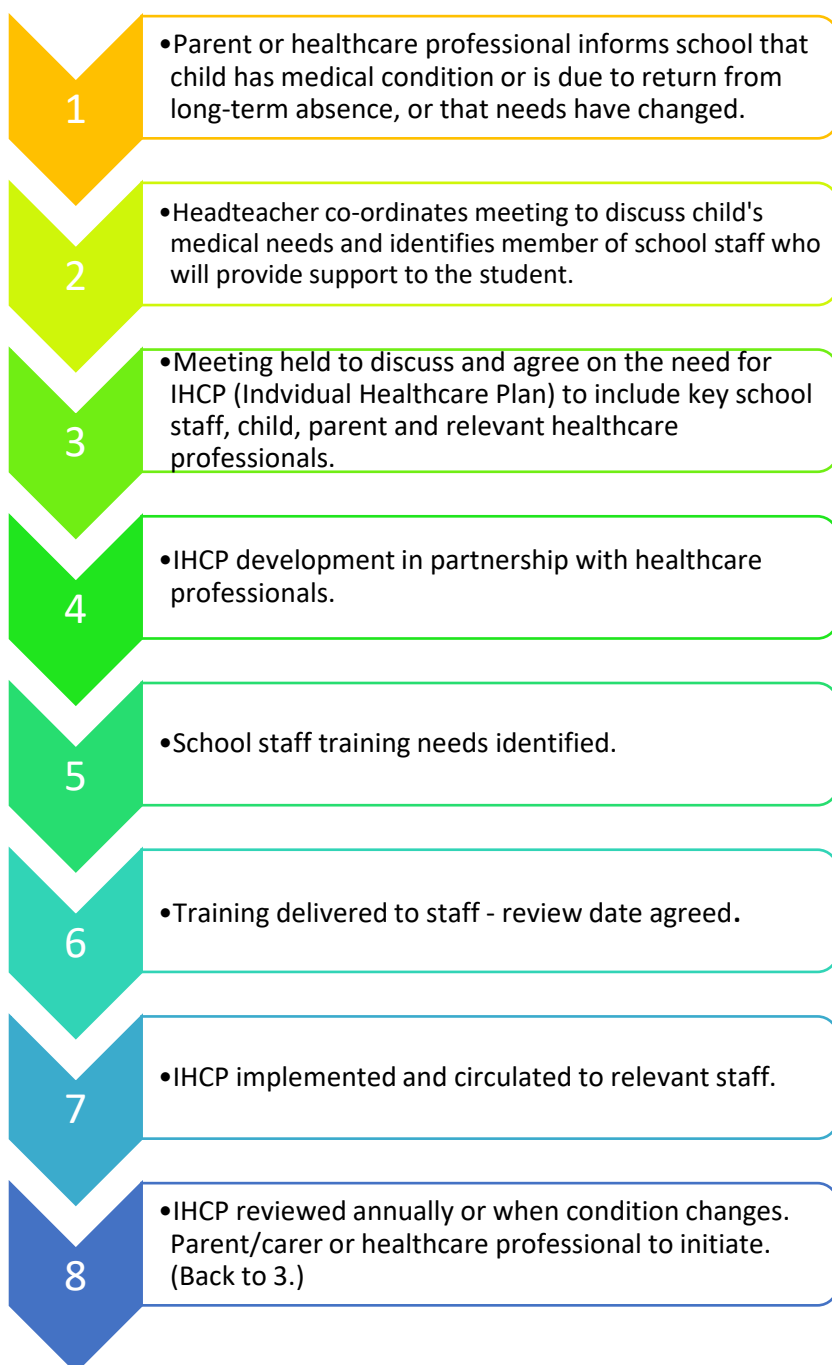 1
•Parent or healthcare professional informs school that
child has medical condition or is due to return from
long-term absence, or that needs have changed.
2
•Headteacher co-ordinates meeting to discuss child's
medical needs and identifies member of school staff who
will provide support to the student.
3
•Meeting held to discuss and agree on the need for
IHCP (Indvidual Healthcare Plan) to include key school
staff, child, parent and relevant healthcare
professionals.
4
•IHCP development in partnership with healthcare
professionals.
5
•School staff training needs identified.
6
•Training delivered to staff - review date agreed.
7
•IHCP implemented and circulated to relevant staff.
8
•IHCP reviewed annually or when condition changes.
Parent/carer or healthcare professional to initiate.
(Back to 3.)